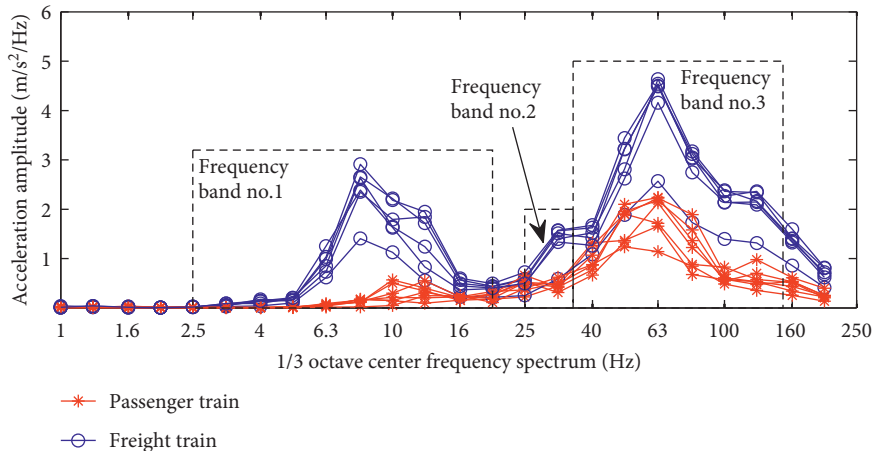 Acceleration amplitude (m/s²/Hz)
6
5
4
3
2
1
0
Frequency
band no.1
Frequency
band no.2
Frequency
band no.3
1 1.6 2.5 4 6.3 10 16 25 40 63 100 160 250
1/3 octave center frequency spectrum (Hz)
Passenger train
Freight train